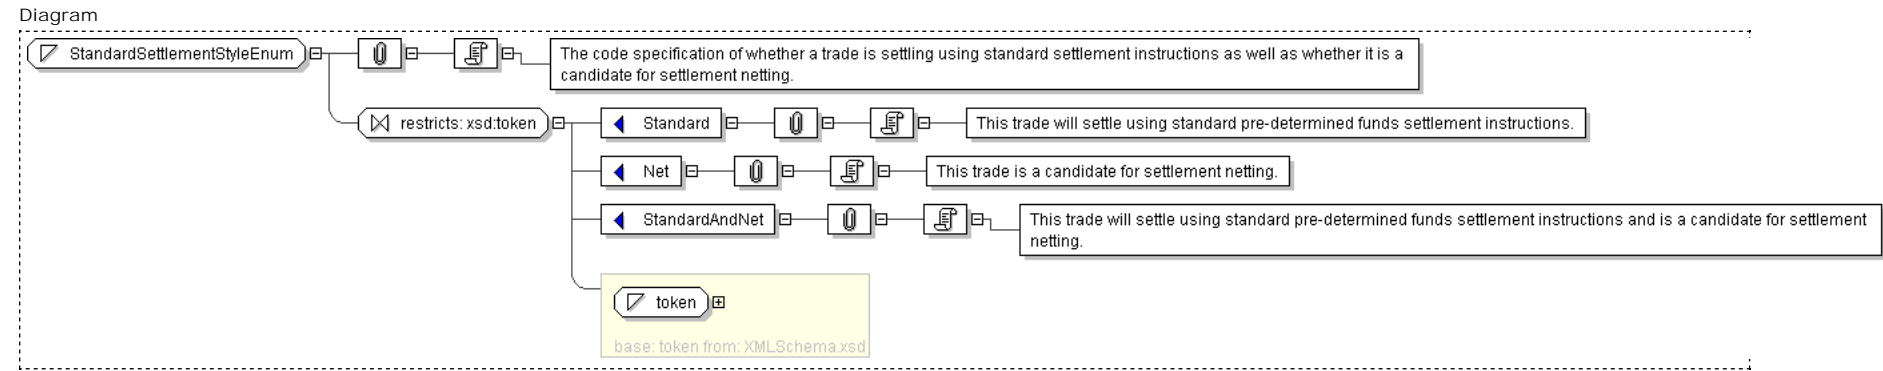 Diagram
StandardSettlementStyleEnum
The code specification of whether a trade is settling using standard settlement instructions as well as whether it is a
candidate for settlement netting.
restricts: xsd:token
Standard
This trade will settle using standard pre-determined funds settlement instructions.
Net
This trade is a candidate for settlement netting.
StandardAndNet
This trade will settle using standard pre-determined funds settlement instructions and is a candidate for settlement
netting.
token
base: token from: XMLSchema.xsd